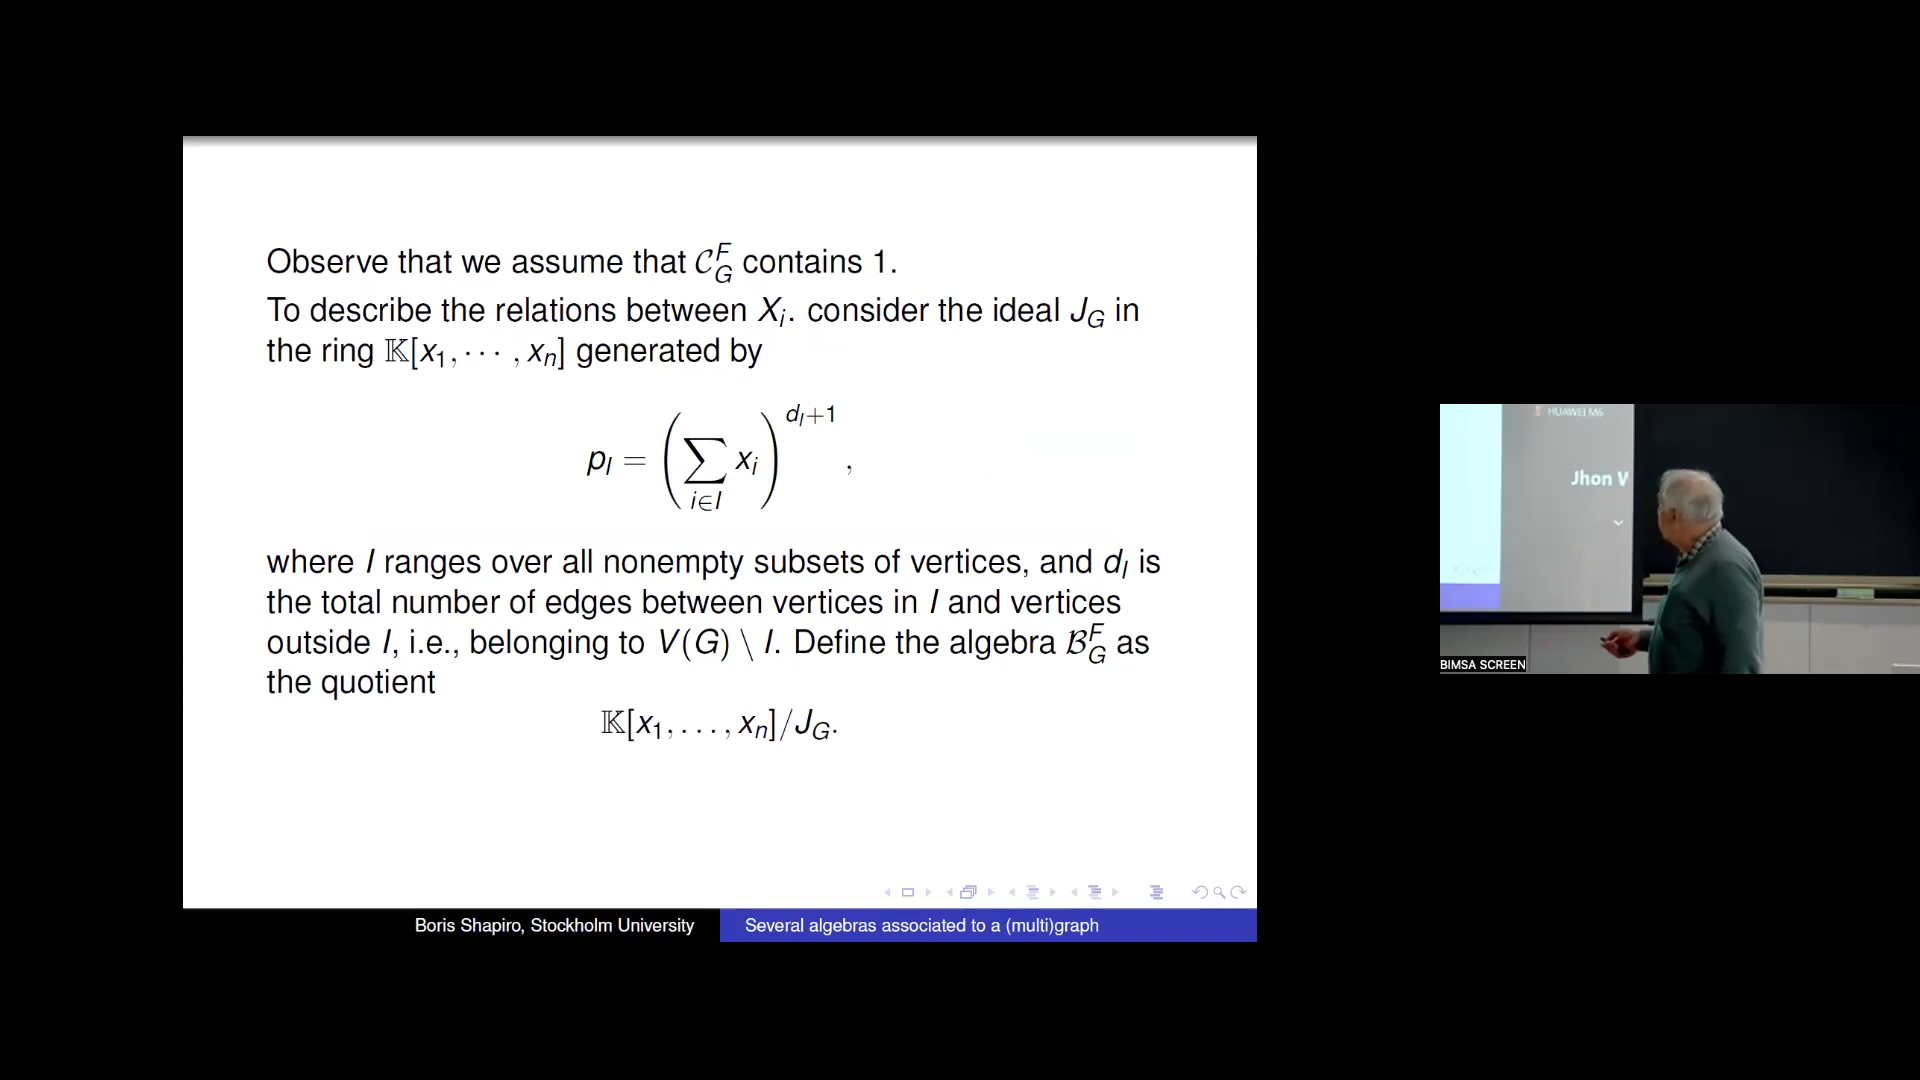 Observe that we assume that $\mathcal{C}_G^F$ contains 1.
To describe the relations between $X_i$. consider the ideal $J_G$ in
the ring $\mathbb{K}[x_1, \cdots, x_n]$ generated by
$p_I = \left( \sum_{i \in I} x_i \right)^{d_I+1},$
where $I$ ranges over all nonempty subsets of vertices, and $d_I$ is
the total number of edges between vertices in $I$ and vertices
outside $I$, i.e., belonging to $V(G) \setminus I$. Define the algebra $\mathcal{B}_G^F$ as
the quotient
$\mathbb{K}[x_1, \ldots, x_n]/J_G.$
Boris Shapiro, Stockholm University
Several algebras associated to a (multi)graph
HUAWEI M6
Jhon V
BIMSA SCREEN